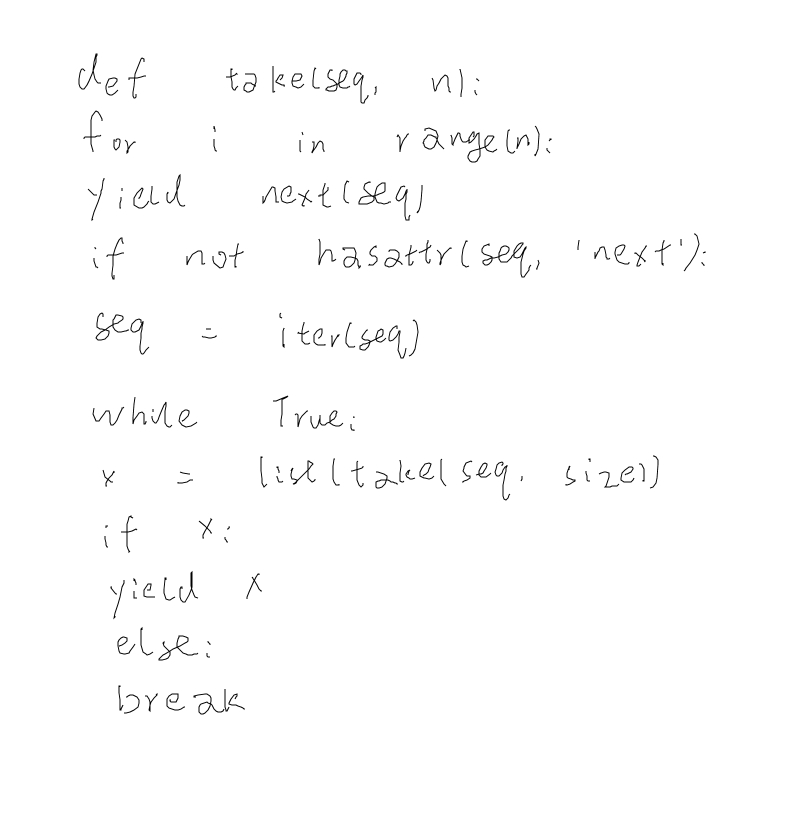 def take(seq, n):
for i in range(n):
yield next(seq)
if not hasattr(seq, 'next'):
seq = iter(seq)
while True:
x = list(take(seq, size))
if x:
yield x
else:
break